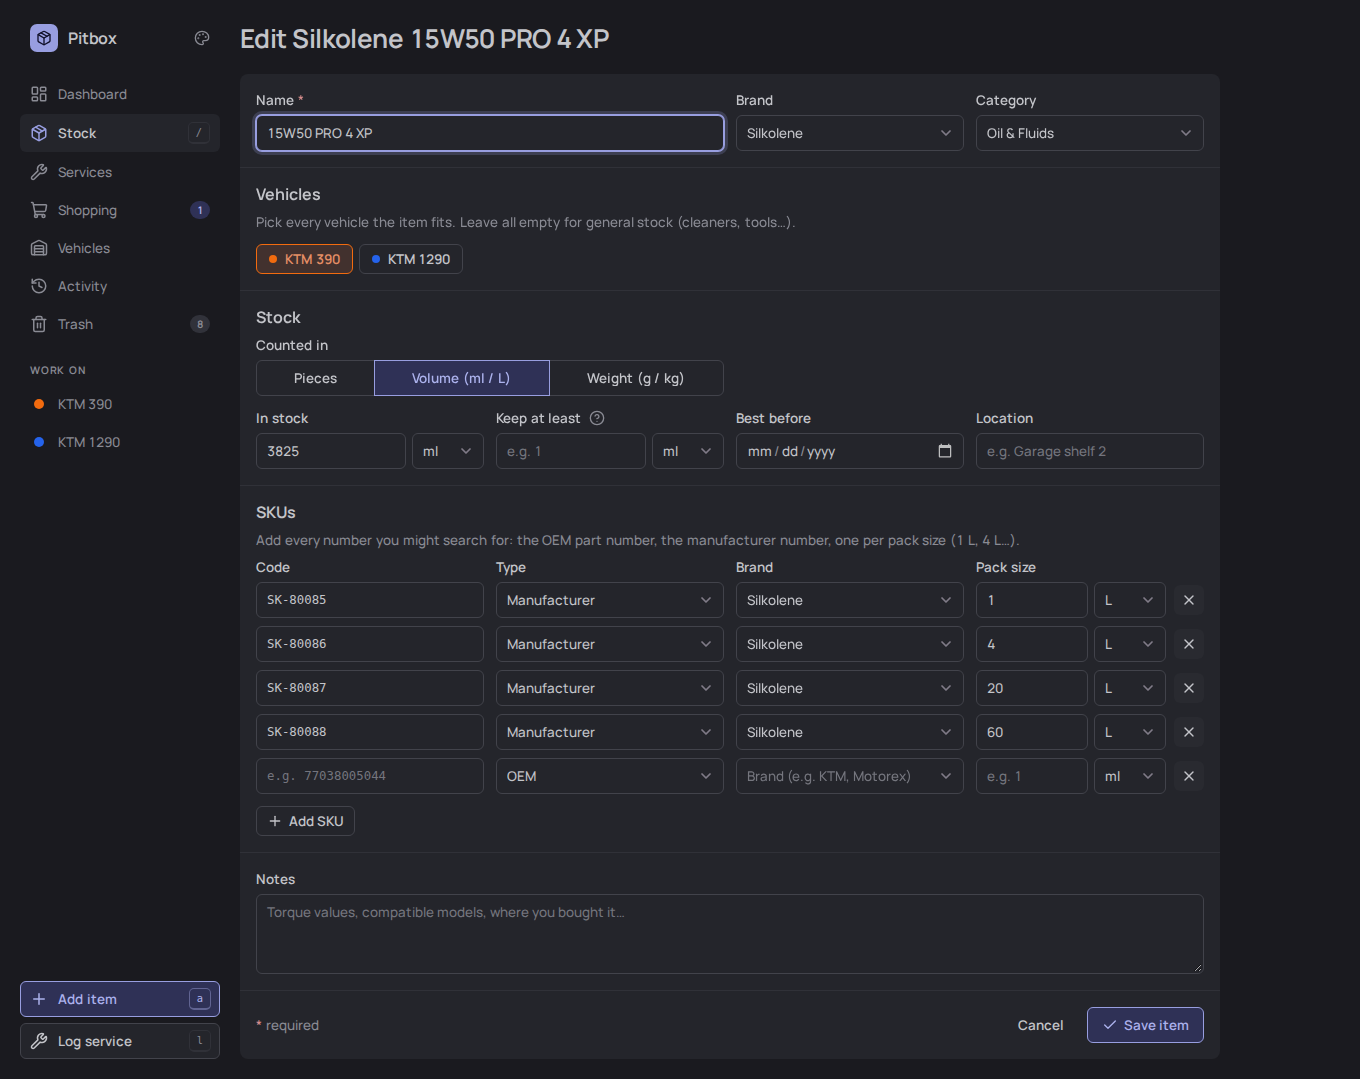 Pitbox
Dashboard
Stock /
Services
Shopping 1
Vehicles
Activity
Trash 8
WORK ON
KTM 390
KTM 1290
Add item a
Log service l
Edit Silkolene 15W50 PRO 4 XP
Name * Brand Category
15W50 PRO 4 XP Silkolene Oil & Fluids
Vehicles
Pick every vehicle the item fits. Leave all empty for general stock (cleaners, tools…).
KTM 390 KTM 1290
Stock
Counted in
Pieces Volume (ml / L) Weight (g / kg)
In stock Keep at least ? Best before Location
3825 ml e.g. 1 ml mm/dd/yyyy e.g. Garage shelf 2
SKUs
Add every number you might search for: the OEM part number, the manufacturer number, one per pack size (1 L, 4 L…).
Code Type Brand Pack size
SK-80085 Manufacturer Silkolene 1 L
SK-80086 Manufacturer Silkolene 4 L
SK-80087 Manufacturer Silkolene 20 L
SK-80088 Manufacturer Silkolene 60 L
e.g. 77038005044 OEM Brand (e.g. KTM, Motorex) e.g. 1 ml
Add SKU
Notes
Torque values, compatible models, where you bought it…
* required Cancel Save item